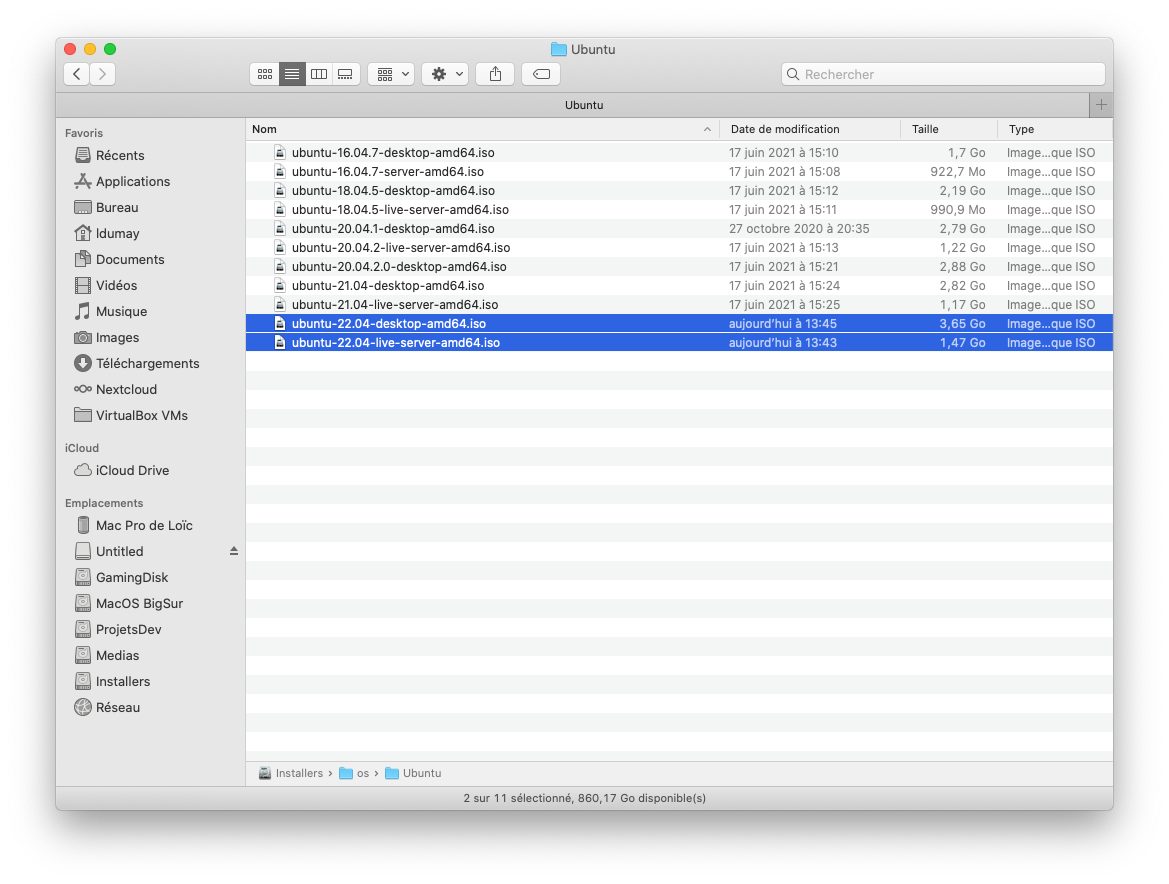 Ubuntu
Rechercher
Ubuntu
Favoris
Récents
Applications
Bureau
ldumay
Documents
Vidéos
Musique
Images
Téléchargements
Nextcloud
VirtualBox VMs
iCloud
iCloud Drive
Emplacements
Mac Pro de Loïc
Untitled
GamingDisk
MacOS BigSur
ProjetsDev
Medias
Installers
Réseau
Nom Date de modification Taille Type
ubuntu-16.04.7-desktop-amd64.iso 17 juin 2021 à 15:10 1,7 Go Image...que ISO
ubuntu-16.04.7-server-amd64.iso 17 juin 2021 à 15:08 922,7 Mo Image...que ISO
ubuntu-18.04.5-desktop-amd64.iso 17 juin 2021 à 15:12 2,19 Go Image...que ISO
ubuntu-18.04.5-live-server-amd64.iso 17 juin 2021 à 15:11 990,9 Mo Image...que ISO
ubuntu-20.04.1-desktop-amd64.iso 27 octobre 2020 à 20:35 2,79 Go Image...que ISO
ubuntu-20.04.2-live-server-amd64.iso 17 juin 2021 à 15:13 1,22 Go Image...que ISO
ubuntu-20.04.2.0-desktop-amd64.iso 17 juin 2021 à 15:21 2,88 Go Image...que ISO
ubuntu-21.04-desktop-amd64.iso 17 juin 2021 à 15:24 2,82 Go Image...que ISO
ubuntu-21.04-live-server-amd64.iso 17 juin 2021 à 15:25 1,17 Go Image...que ISO
ubuntu-22.04-desktop-amd64.iso aujourd'hui à 13:45 3,65 Go Image...que ISO
ubuntu-22.04-live-server-amd64.iso aujourd'hui à 13:43 1,47 Go Image...que ISO
Installers › os › Ubuntu
2 sur 11 sélectionné, 860,17 Go disponible(s)